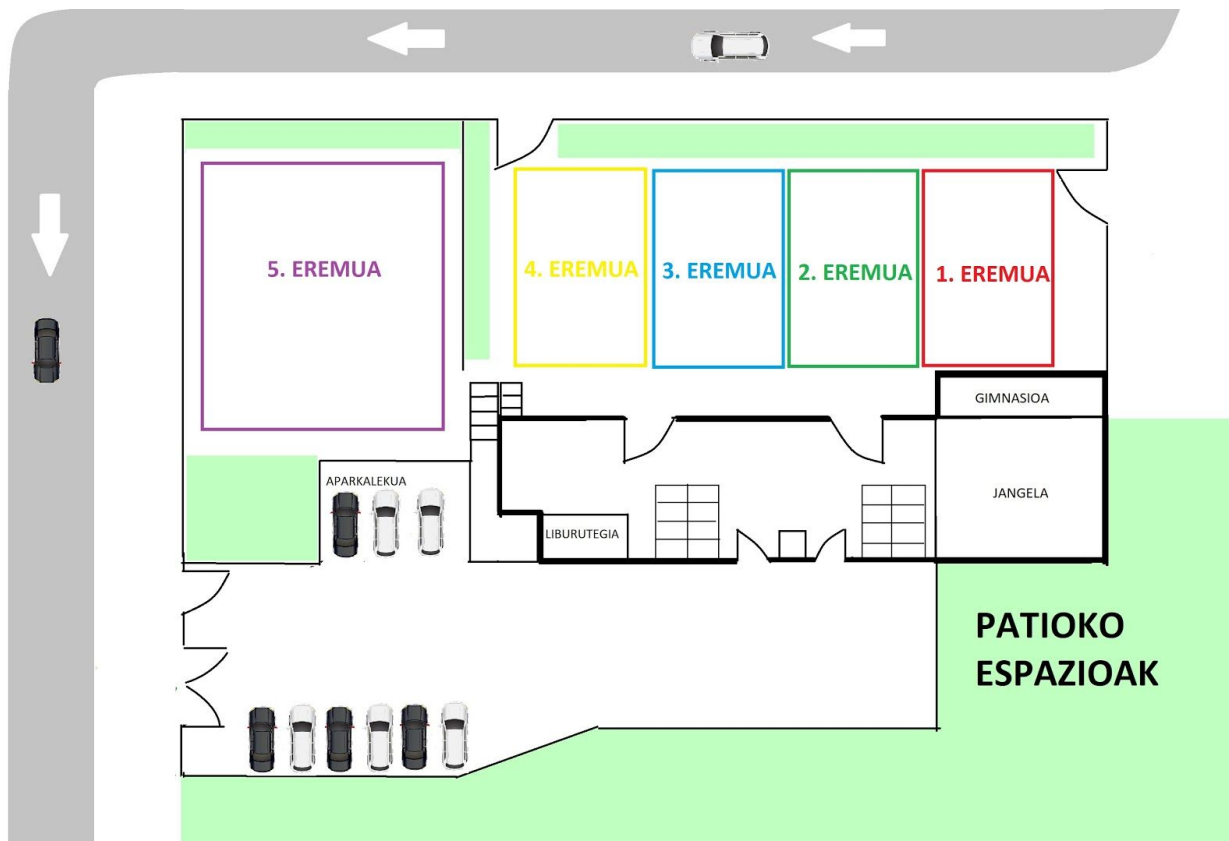 5. EREMUA
4. EREMUA
3. EREMUA
2. EREMUA
1. EREMUA
GIMNASIOA
APARKALEKUA
JANGELA
LIBURUTEGIA
PATIOKO
ESPAZIOAK